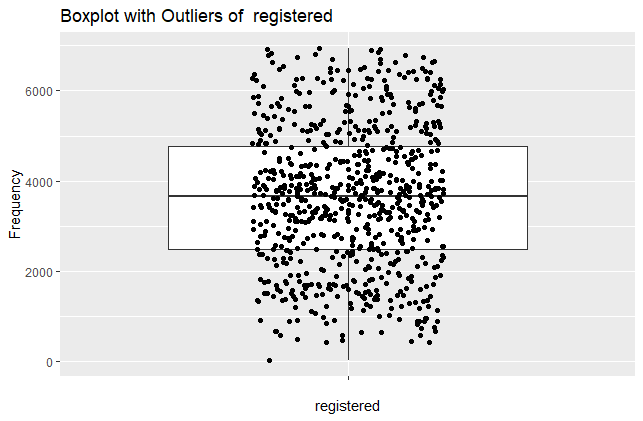 Boxplot with Outliers of  registered
Frequency
6000
4000
2000
0
registered